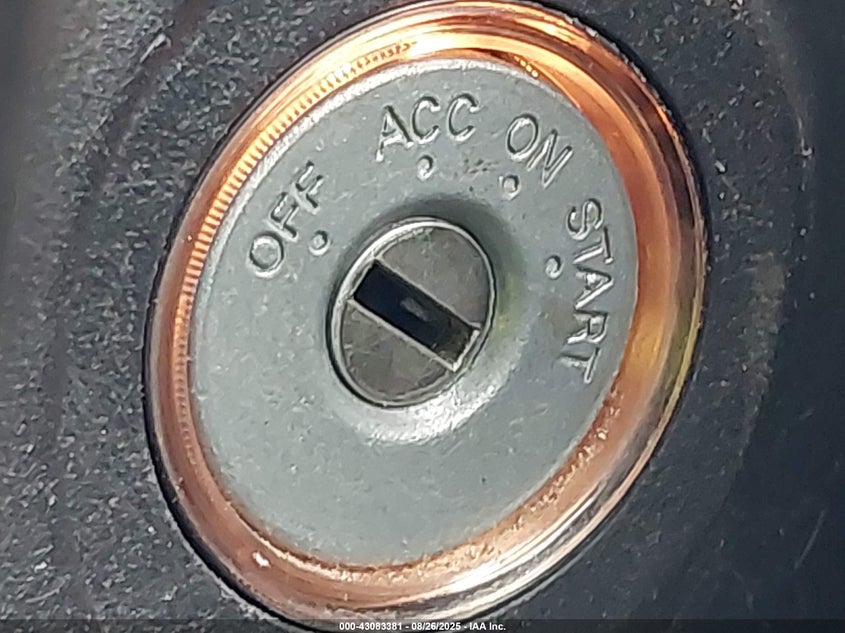 OFF
ACC
ON
START
000-43083381 - 08/26/2025 - IAA Inc.